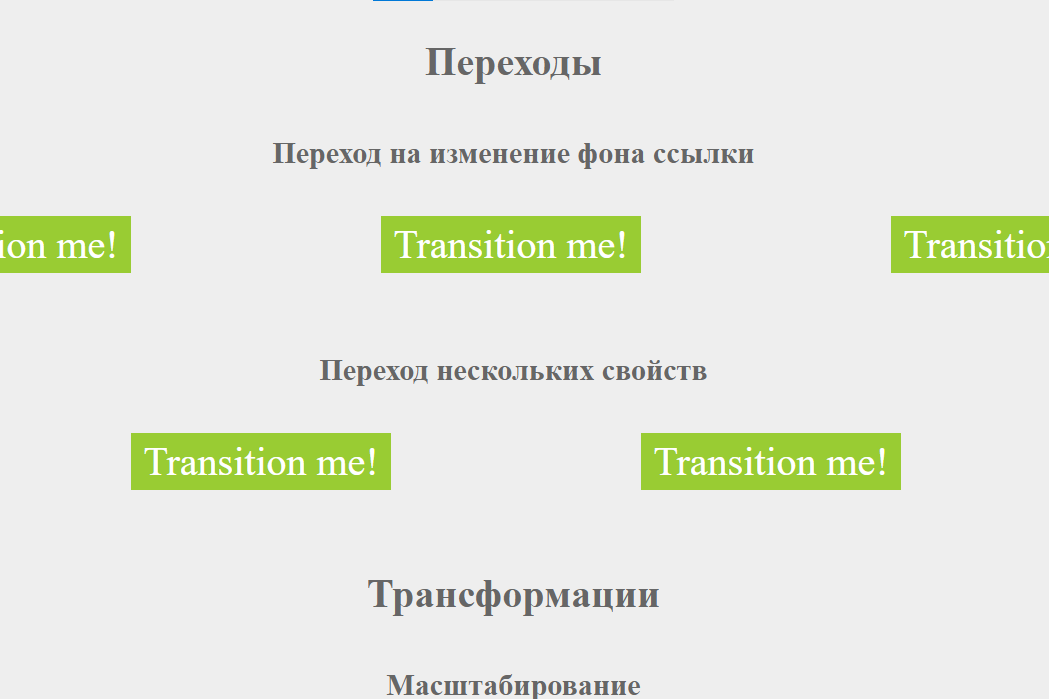 Переходы
Переход на изменение фона ссылки
ion me! Transition me! Transitio
Переход нескольких свойств
Transition me! Transition me!
Трансформации
Масштабирование